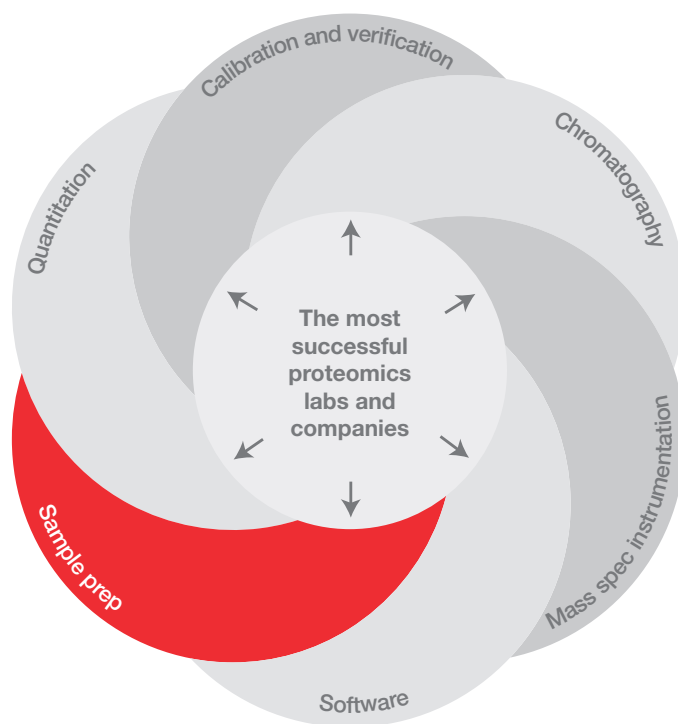 Calibration and verification
Chromatography
Quantitation
The most
successful
proteomics
labs and
companies
Mass spec instrumentation
Sample prep
Software